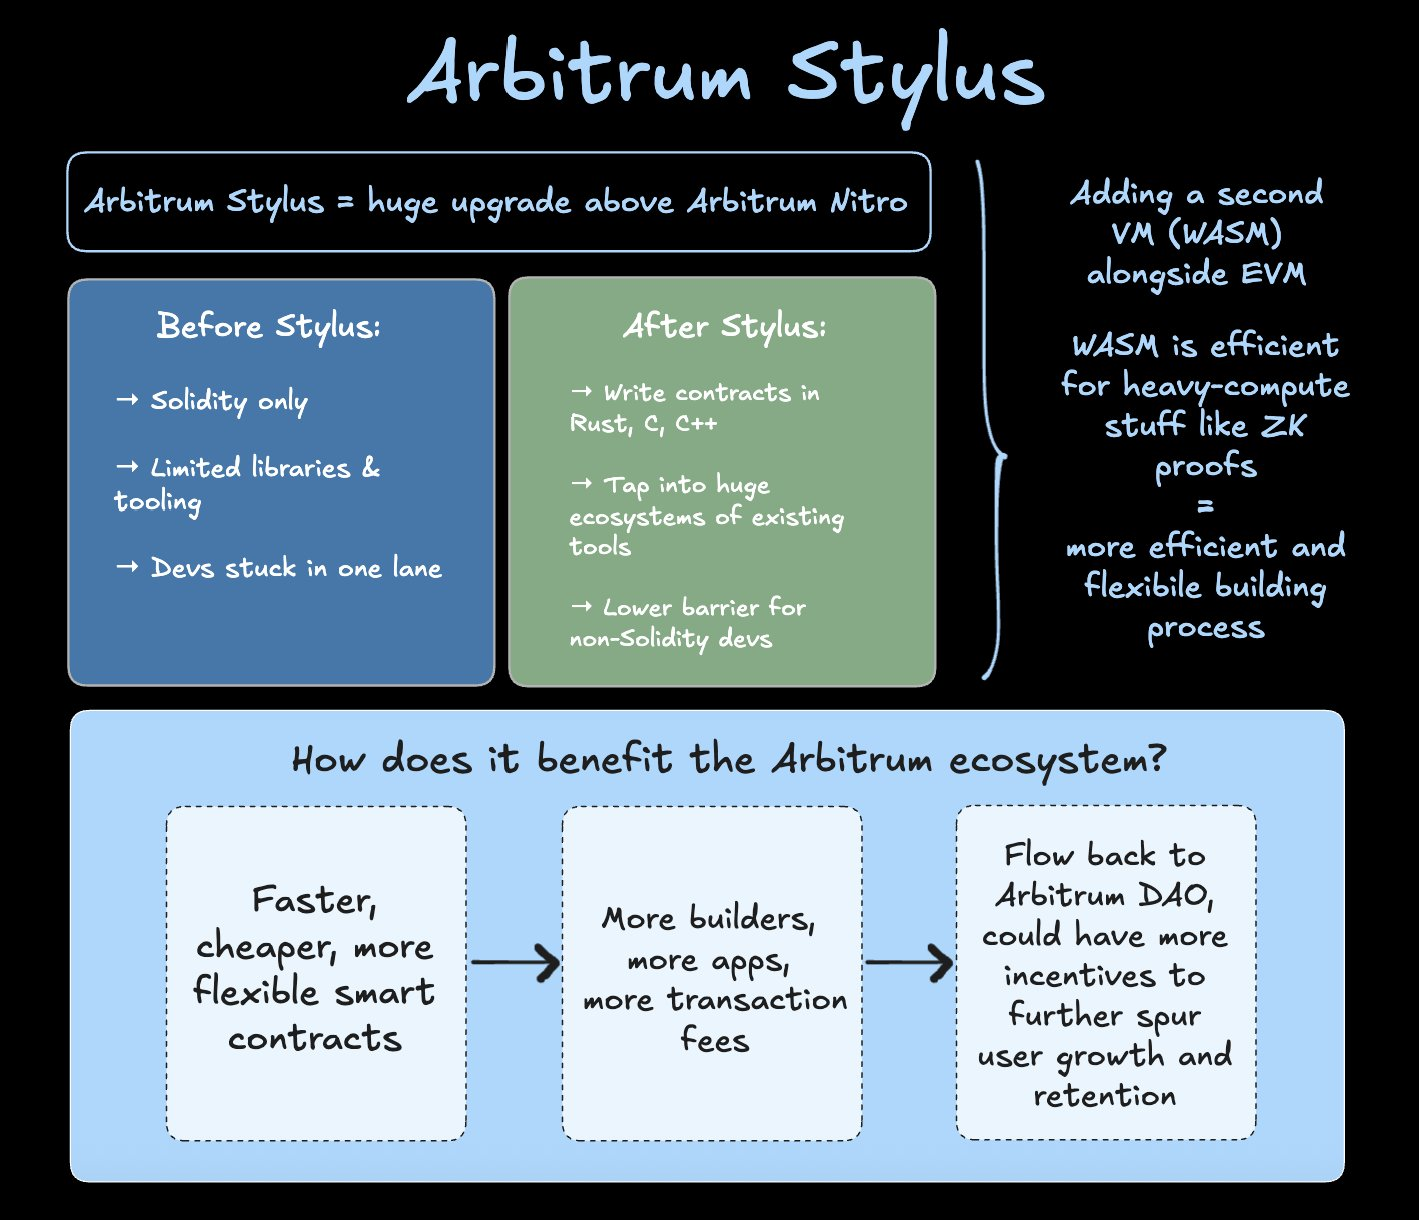 Arbitrum Stylus
Arbitrum Stylus = huge upgrade above Arbitrum Nitro
Before Stylus:
→ Solidity only
→ Limited libraries &
tooling
→ Devs stuck in one lane
After Stylus:
→ Write contracts in
Rust, C, C++
→ Tap into huge
ecosystems of existing
tools
→ Lower barrier for
non-Solidity devs
Adding a second
VM (WASM)
alongside EVM
WASM is efficient
for heavy-compute
stuff like ZK
proofs
=
more efficient and
flexibile building
process
How does it benefit the Arbitrum ecosystem?
Faster,
cheaper, more
flexible smart
contracts
More builders,
more apps,
more transaction
fees
Flow back to
Arbitrum DAO,
could have more
incentives to
further spur
user growth and
retention